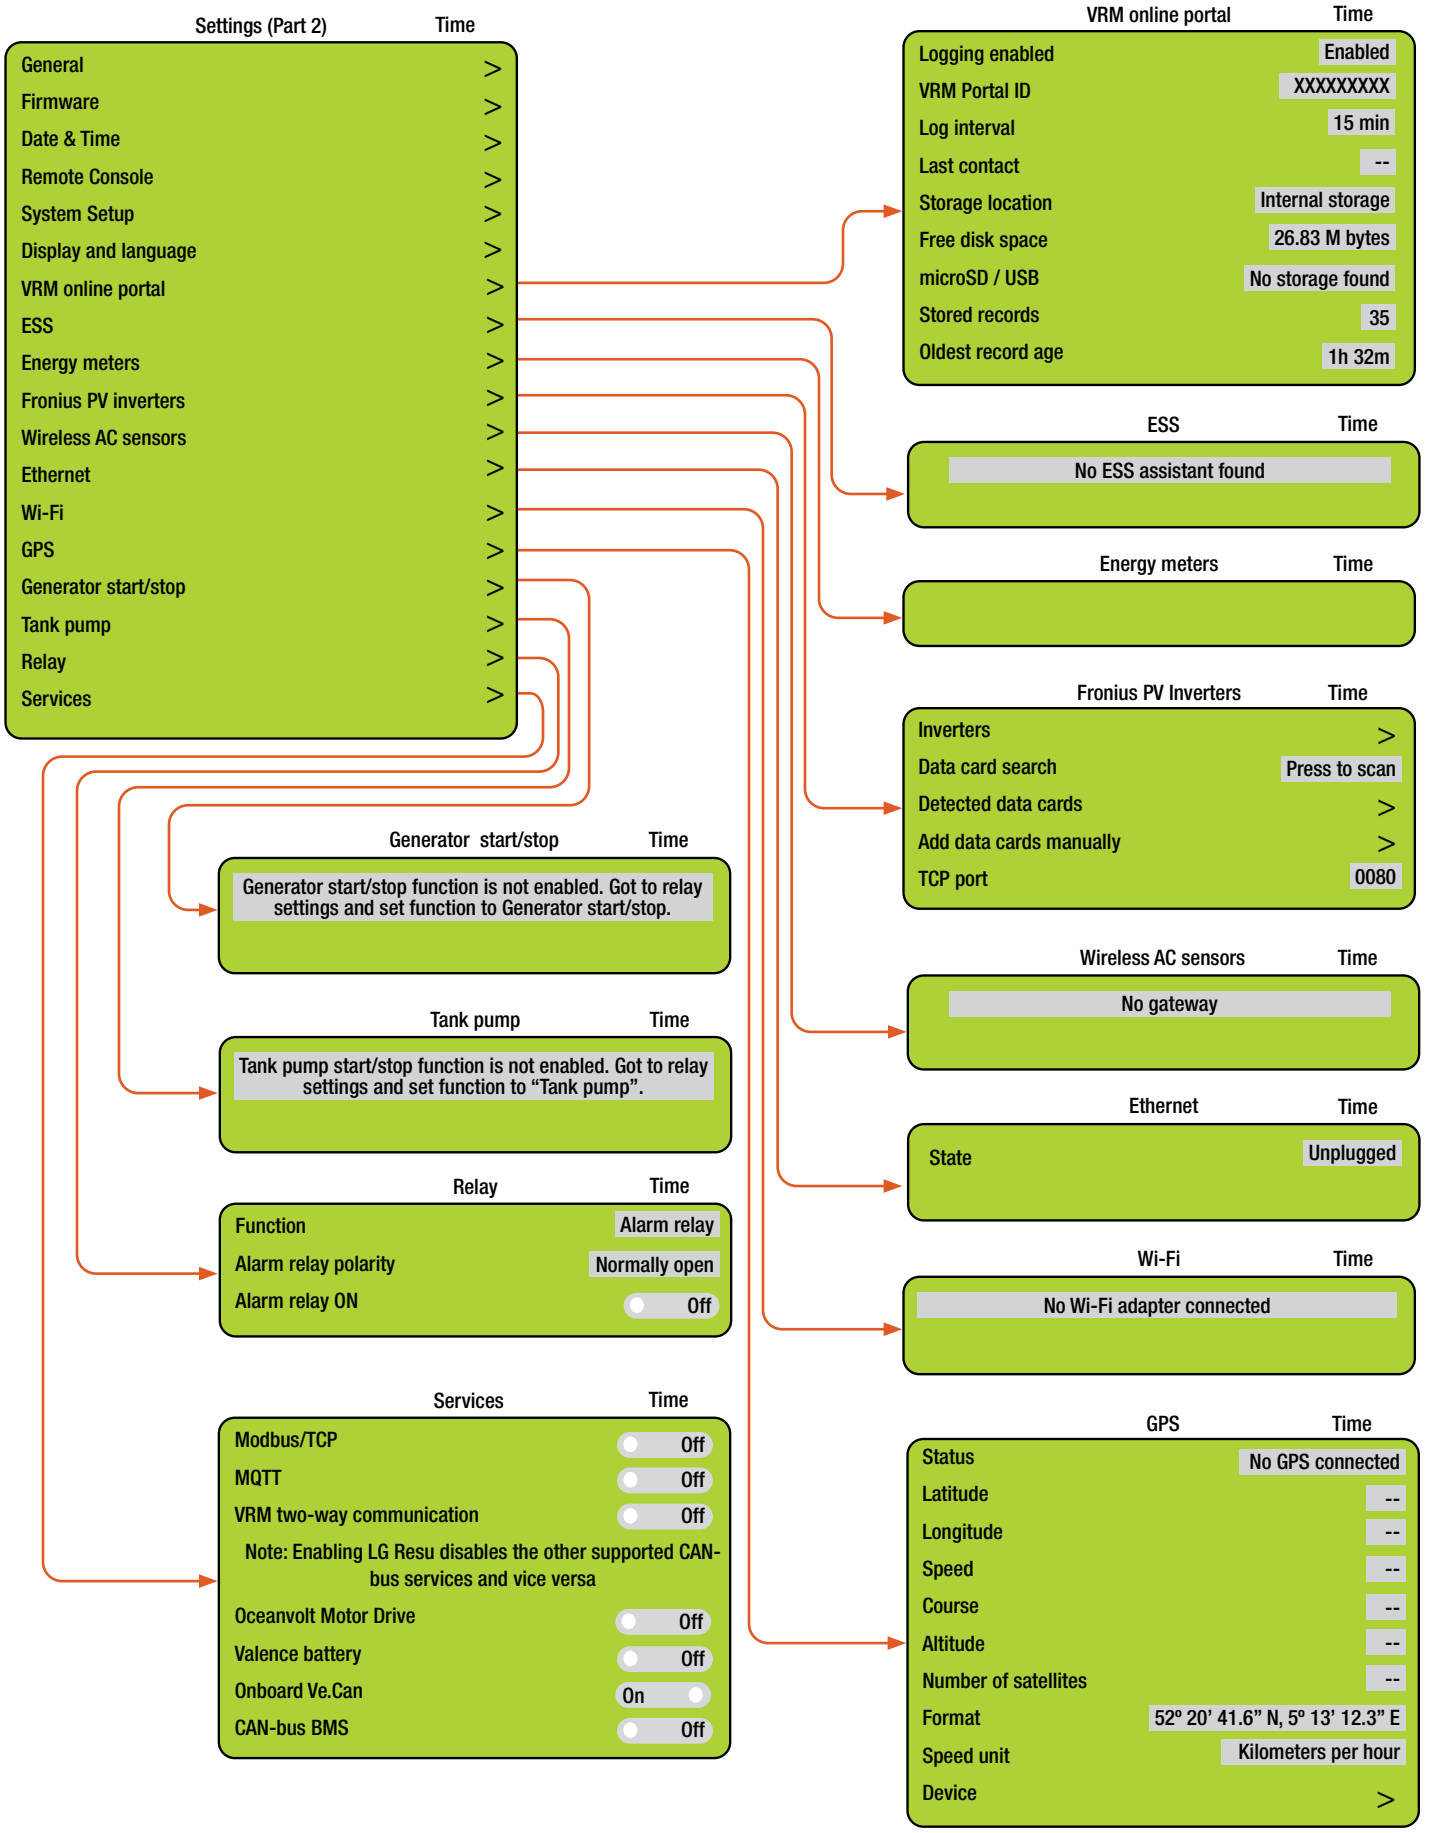 Settings (Part 2) Time
General >
Firmware >
Date & Time >
Remote Console >
System Setup >
Display and language >
VRM online portal >
ESS >
Energy meters >
Fronius PV inverters >
Wireless AC sensors >
Ethernet >
Wi-Fi >
GPS >
Generator start/stop >
Tank pump >
Relay >
Services >
Generator start/stop Time
Generator start/stop function is not enabled. Got to relay
settings and set function to Generator start/stop.
Tank pump Time
Tank pump start/stop function is not enabled. Got to relay
settings and set function to “Tank pump”.
Relay Time
Function Alarm relay
Alarm relay polarity Normally open
Alarm relay ON Off
Services Time
Modbus/TCP Off
MQTT Off
VRM two-way communication Off
Note: Enabling LG Resu disables the other supported CAN-
bus services and vice versa
Oceanvolt Motor Drive Off
Valence battery Off
Onboard Ve.Can On
CAN-bus BMS Off
VRM online portal Time
Logging enabled Enabled
VRM Portal ID XXXXXXXXX
Log interval 15 min
Last contact --
Storage location Internal storage
Free disk space 26.83 M bytes
microSD / USB No storage found
Stored records 35
Oldest record age 1h 32m
ESS Time
No ESS assistant found
Energy meters Time
Fronius PV Inverters Time
Inverters >
Data card search Press to scan
Detected data cards >
Add data cards manually >
TCP port 0080
Wireless AC sensors Time
No gateway
Ethernet Time
State Unplugged
Wi-Fi Time
No Wi-Fi adapter connected
GPS Time
Status No GPS connected
Latitude --
Longitude --
Speed --
Course --
Altitude --
Number of satellites --
Format 52º 20’ 41.6” N, 5º 13’ 12.3” E
Speed unit Kilometers per hour
Device >